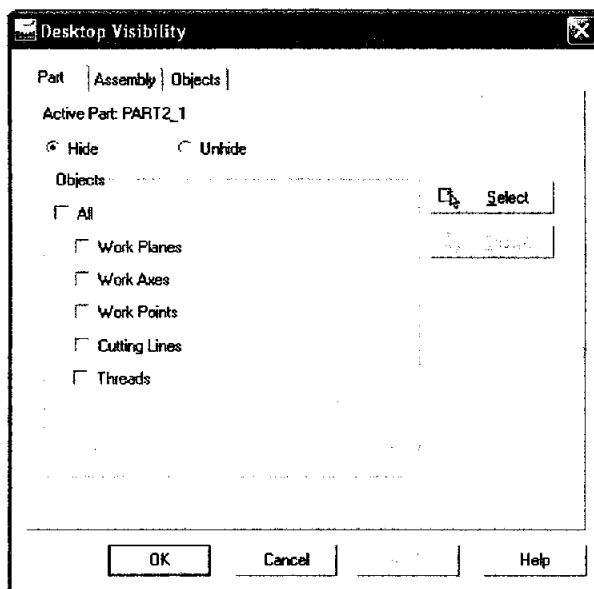 Desktop Visibility
Part Assembly Objects
Active Part: PART2_1
Hide Unhide
Objects
All
Select
Work Planes
Work Axes
Work Points
Cutting Lines
Threads
OK Cancel Help